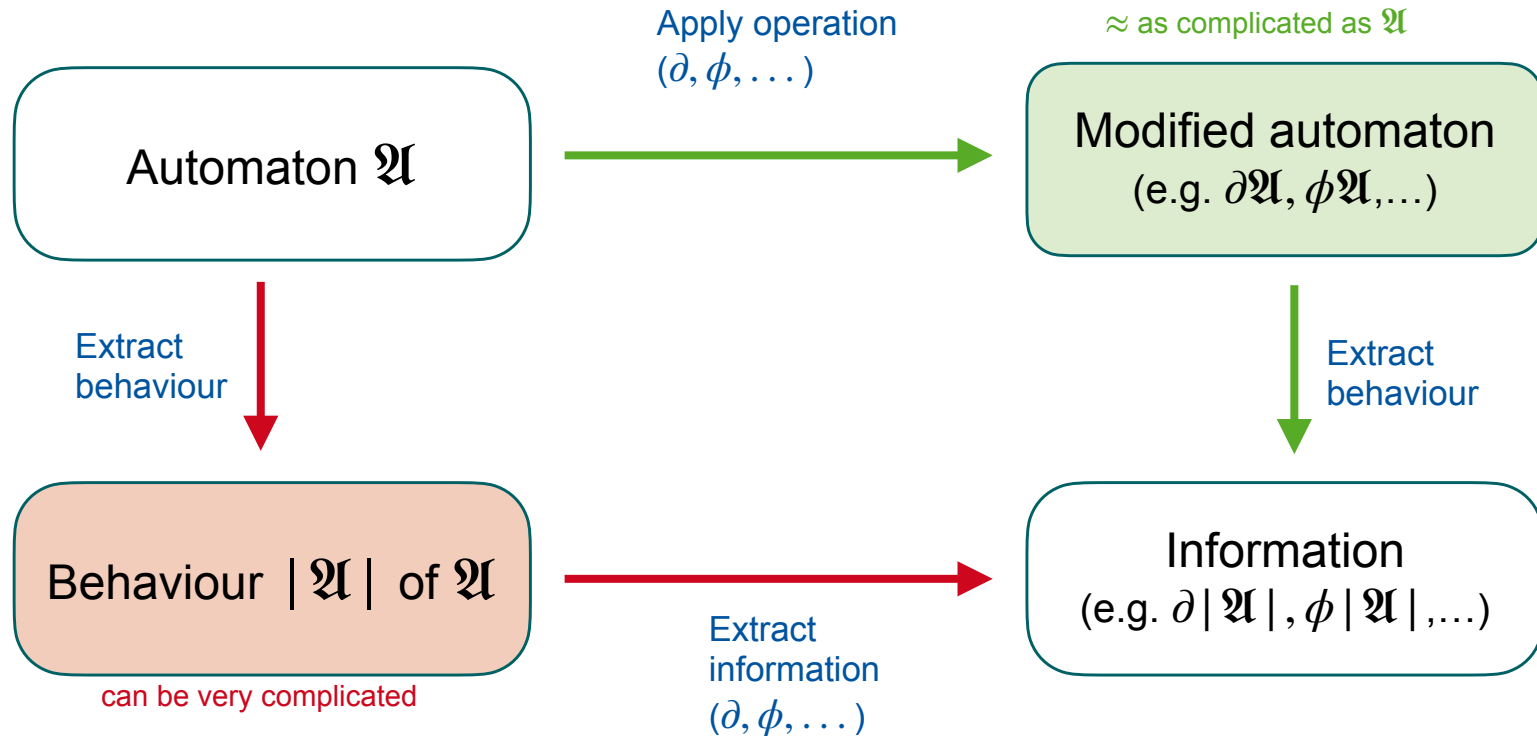 Apply operation
(∂, ϕ, . . . )
≈ as complicated as 𝔄
Automaton 𝔄
Modified automaton
(e.g. ∂𝔄, ϕ𝔄,…)
Extract
behaviour
Extract
behaviour
Behaviour |𝔄| of 𝔄
can be very complicated
Extract
information
(∂, ϕ, . . . )
Information
(e.g. ∂|𝔄|, ϕ|𝔄|,…)